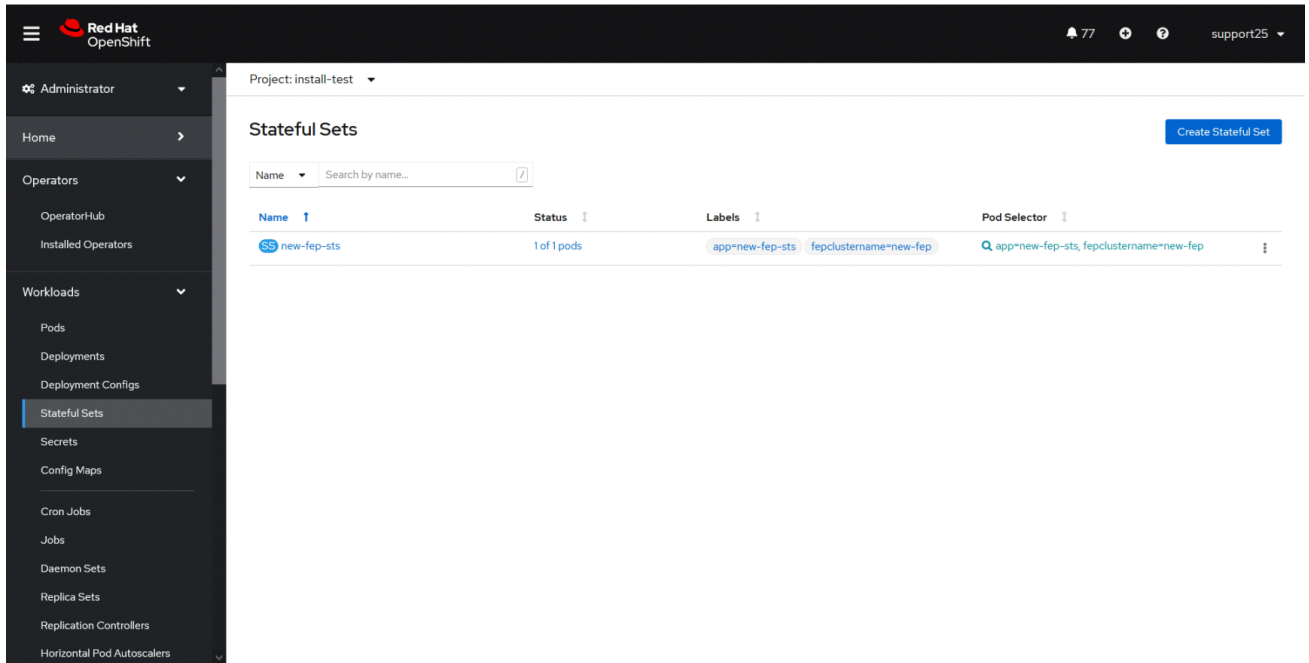 Red Hat
OpenShift
77
support25
Administrator
Home
Operators
OperatorHub
Installed Operators
Workloads
Pods
Deployments
Deployment Configs
Stateful Sets
Secrets
Config Maps
Cron Jobs
Jobs
Daemon Sets
Replica Sets
Replication Controllers
Horizontal Pod Autoscalers
Project: install-test
Stateful Sets
Create Stateful Set
Name Search by name... /
Name Status Labels Pod Selector
SS new-fep-sts 1 of 1 pods app=new-fep-sts fepclustername=new-fep app=new-fep-sts, fepclustername=new-fep